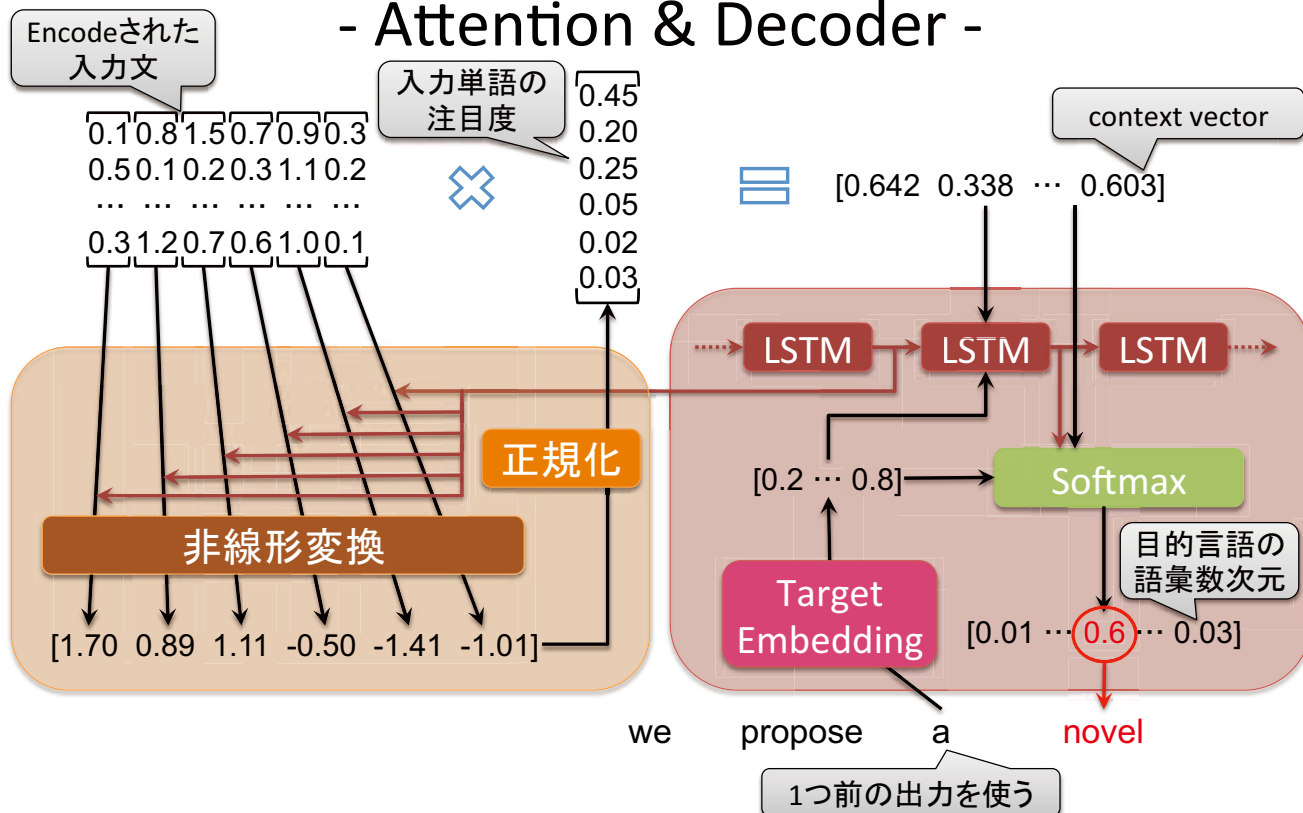 - Attention & Decoder -
Encodeされた
入力文
0.1 0.8 1.5 0.7 0.9 0.3
0.5 0.1 0.2 0.3 1.1 0.2
… … … … … …
0.3 1.2 0.7 0.6 1.0 0.1
入力単語の
注目度
0.45
0.20
0.25
0.05
0.02
0.03
context vector
[0.642 0.338 … 0.603]
LSTM
LSTM
LSTM
正規化
非線形変換
[1.70 0.89 1.11 -0.50 -1.41 -1.01]
[0.2 … 0.8]
Softmax
Target
Embedding
目的言語の
語彙数次元
[0.01 … 0.6 … 0.03]
we propose a novel
1つ前の出力を使う